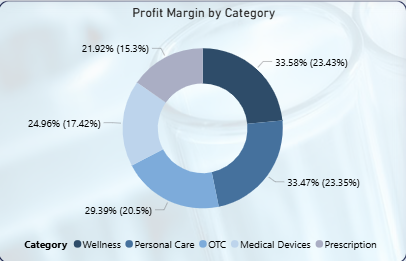 Profit Margin by Category
21.92% (15.3%)
33.58% (23.43%)
24.96% (17.42%)
33.47% (23.35%)
29.39% (20.5%)
Category Wellness Personal Care OTC Medical Devices Prescription